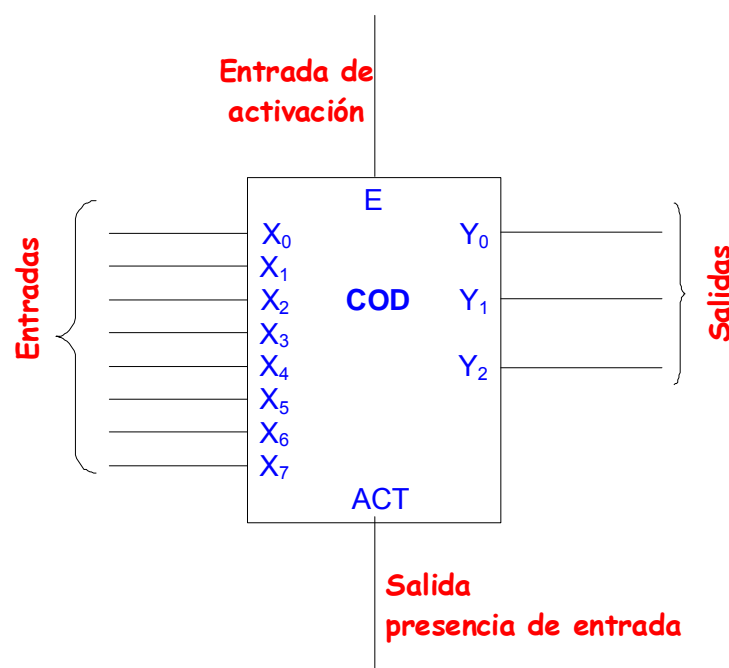 Entrada de
activación
E
Entradas
X0
X1
X2
X3
X4
X5
X6
X7
COD
Y0
Y1
Y2
Salidas
ACT
Salida
presencia de entrada